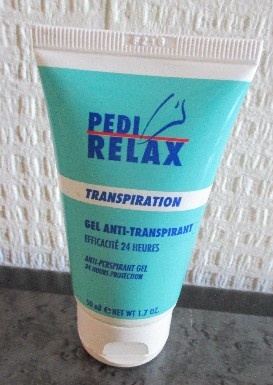 PEDI
RELAX
TRANSPIRATION
GEL ANTI-TRANSPIRANT
EFFICACITÉ 24 HEURES
ANTI-PERSPIRANT GEL
24 HOURS PROTECTION
50 ml e NET WT 1.7 OZ.